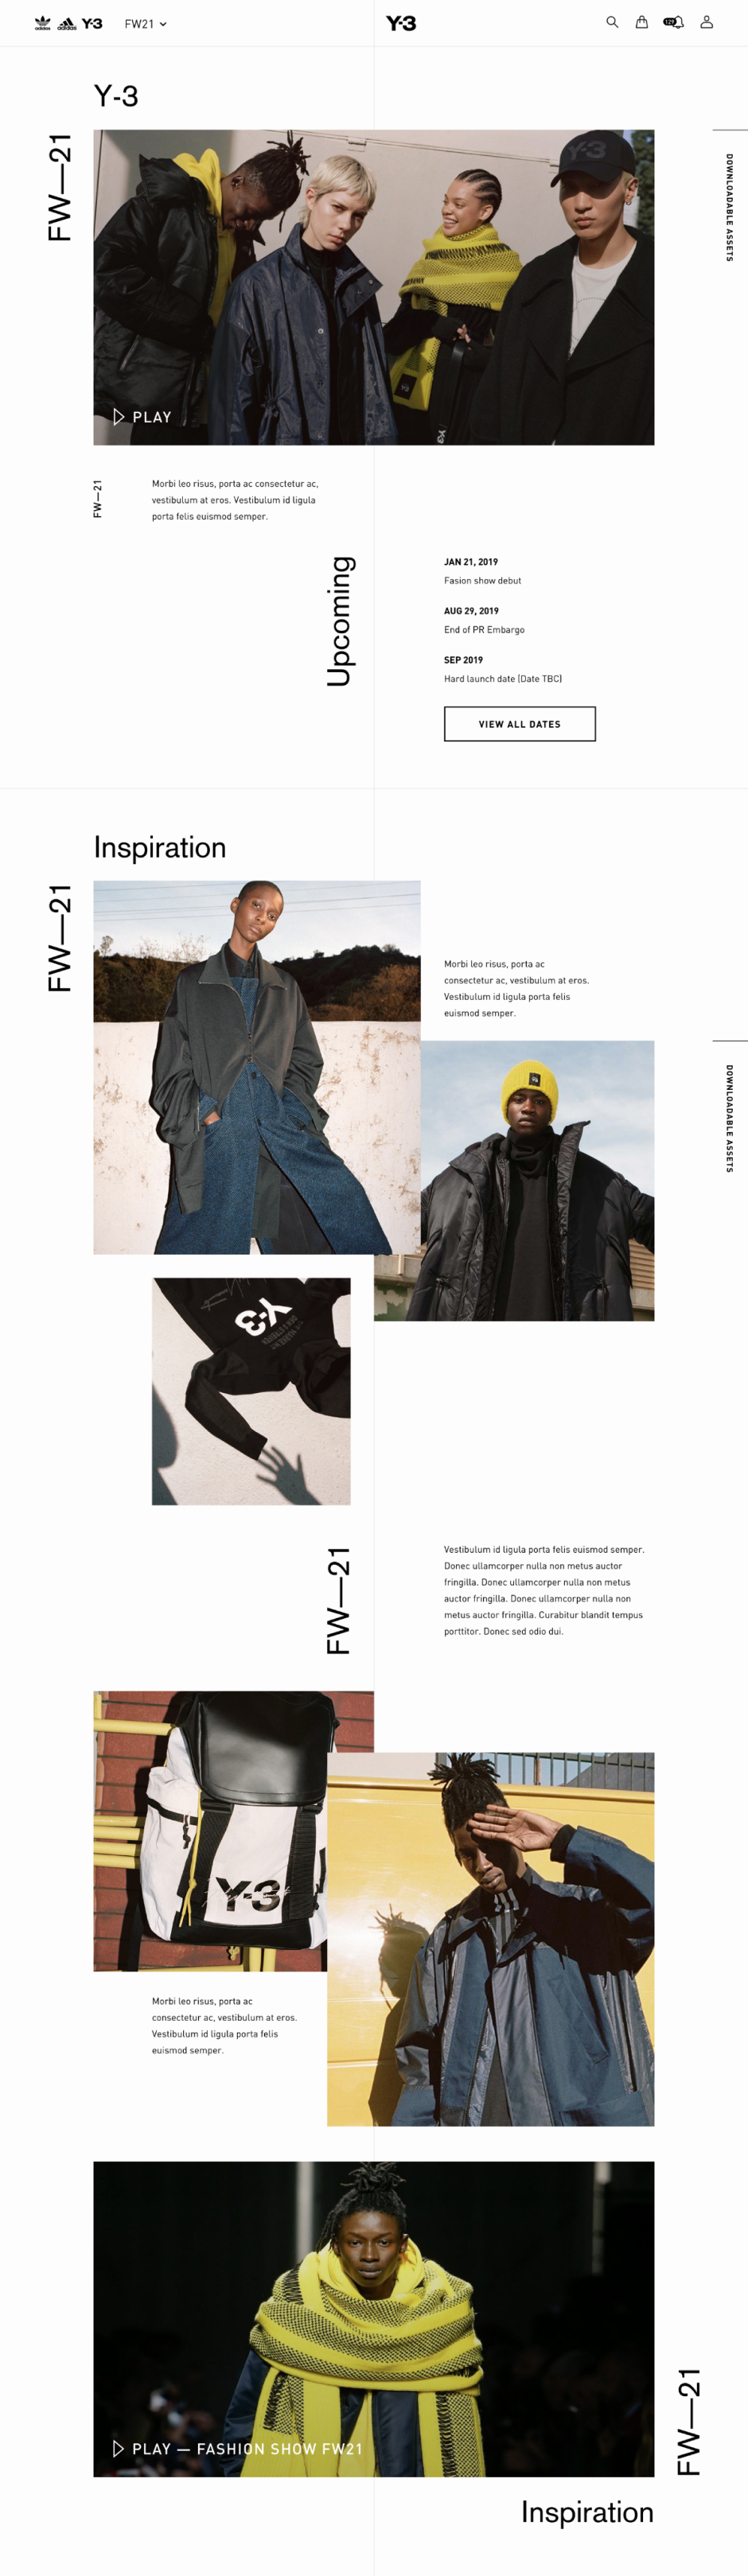 adidas adidas Y-3 FW21 Y-3
Y-3
FW—21
DOWNLOADABLE ASSETS
Y-3
PLAY
FW—21
Morbi leo risus, porta ac consectetur ac,
vestibulum at eros. Vestibulum id ligula
porta felis euismod semper.
Upcoming
JAN 21, 2019
Fasion show debut
AUG 29, 2019
End of PR Embargo
SEP 2019
Hard launch date (Date TBC)
VIEW ALL DATES
Inspiration
FW—21
Morbi leo risus, porta ac
consectetur ac, vestibulum at eros.
Vestibulum id ligula porta felis
euismod semper.
DOWNLOADABLE ASSETS
Y-3
FW—21
Vestibulum id ligula porta felis euismod semper.
Donec ullamcorper nulla non metus auctor
fringilla. Donec ullamcorper nulla non metus
auctor fringilla. Donec ullamcorper nulla non
metus auctor fringilla. Curabitur blandit tempus
porttitor. Donec sed odio dui.
Y-3
Morbi leo risus, porta ac
consectetur ac, vestibulum at eros.
Vestibulum id ligula porta felis
euismod semper.
PLAY — FASHION SHOW FW21
FW—21
Inspiration